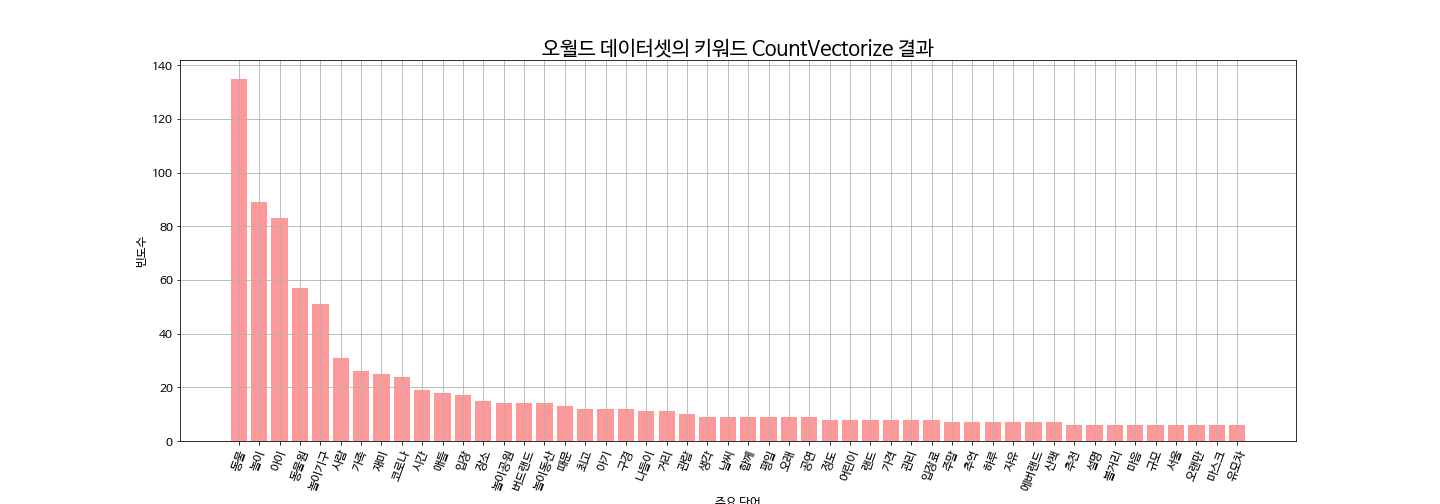 오월드 데이터셋의 키워드 CountVectorize 결과
140
120
100
80
60
40
20
0
빈도수
동물
놀이
아이
동물원
놀이기구
사람
가족
재미
코로나
시간
애들
입장
장소
놀이공원
버드랜드
놀이동산
때문
최고
아기
구경
나들이
거리
관람
생각
날씨
함께
평일
오래
공연
정도
어린이
랜드
가격
관리
입장료
주말
추억
하루
자유
에버랜드
산책
추천
설명
볼거리
마음
규모
서울
오랜만
마스크
유모차
주요 단어